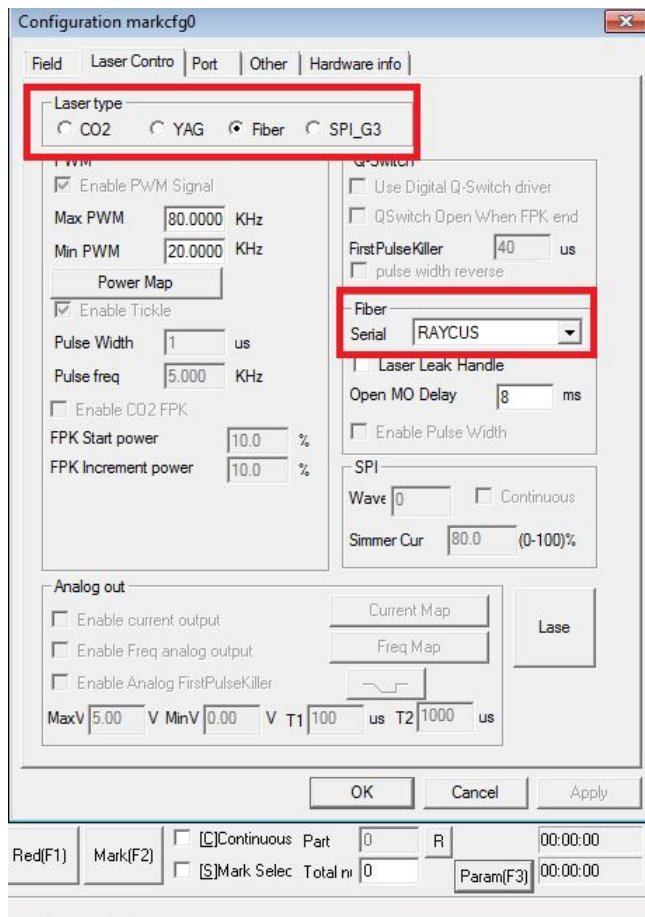 Configuration markcfg0
Field Laser Contro Port Other Hardware info
Laser type
CO2 YAG Fiber SPI_G3
PWM
Enable PWM Signal
Max PWM 80.0000 KHz
Min PWM 20.0000 KHz
Power Map
Enable Tickle
Pulse Width 1 us
Pulse freq 5.000 KHz
Enable CO2 FPK
FPK Start power 10.0 %
FPK Increment power 10.0 %
Q-Switch
Use Digital Q-Switch driver
QSwitch Open When FPK end
FirstPulseKiller 40 us
pulse width reverse
Fiber
Serial RAYCUS
Laser Leak Handle
Open MO Delay 8 ms
Enable Pulse Width
SPI
Wave 0 Continuous
Simmer Cur 80.0 (0-100)%
Analog out
Enable current output Current Map
Enable Freq analog output Freq Map
Enable Analog FirstPulseKiller
MaxV 5.00 V MinV 0.00 V T1 100 us T2 1000 us
Lase
OK Cancel Apply
Red(F1) Mark(F2)
[C]Continuous Part 0 R 00:00:00
[S]Mark Selec Total nu 0 Param(F3) 00:00:00